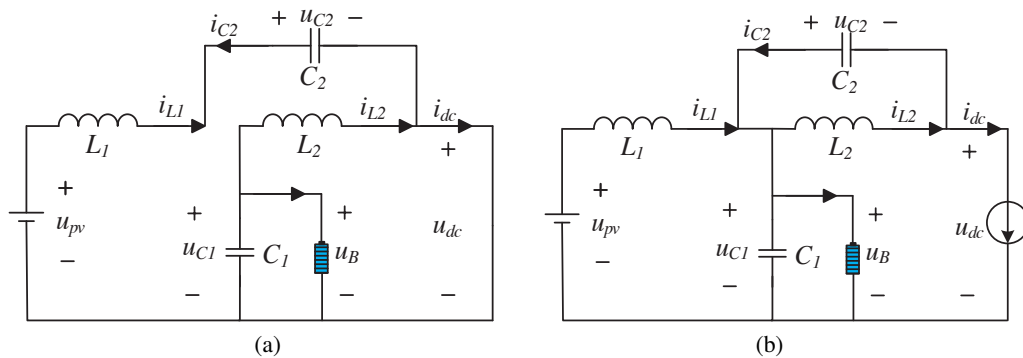 + u_C2 −
i_C2
C_2
i_L1
i_L2
i_dc
L_1
L_2
+
+
u_pv
−
+
u_C1
−
C_1
+
u_B
−
u_dc
−
(a)
+ u_C2 −
i_C2
C_2
i_L1
i_L2
i_dc
L_1
L_2
+
+
u_pv
−
+
u_C1
−
C_1
+
u_B
−
u_dc
−
(b)